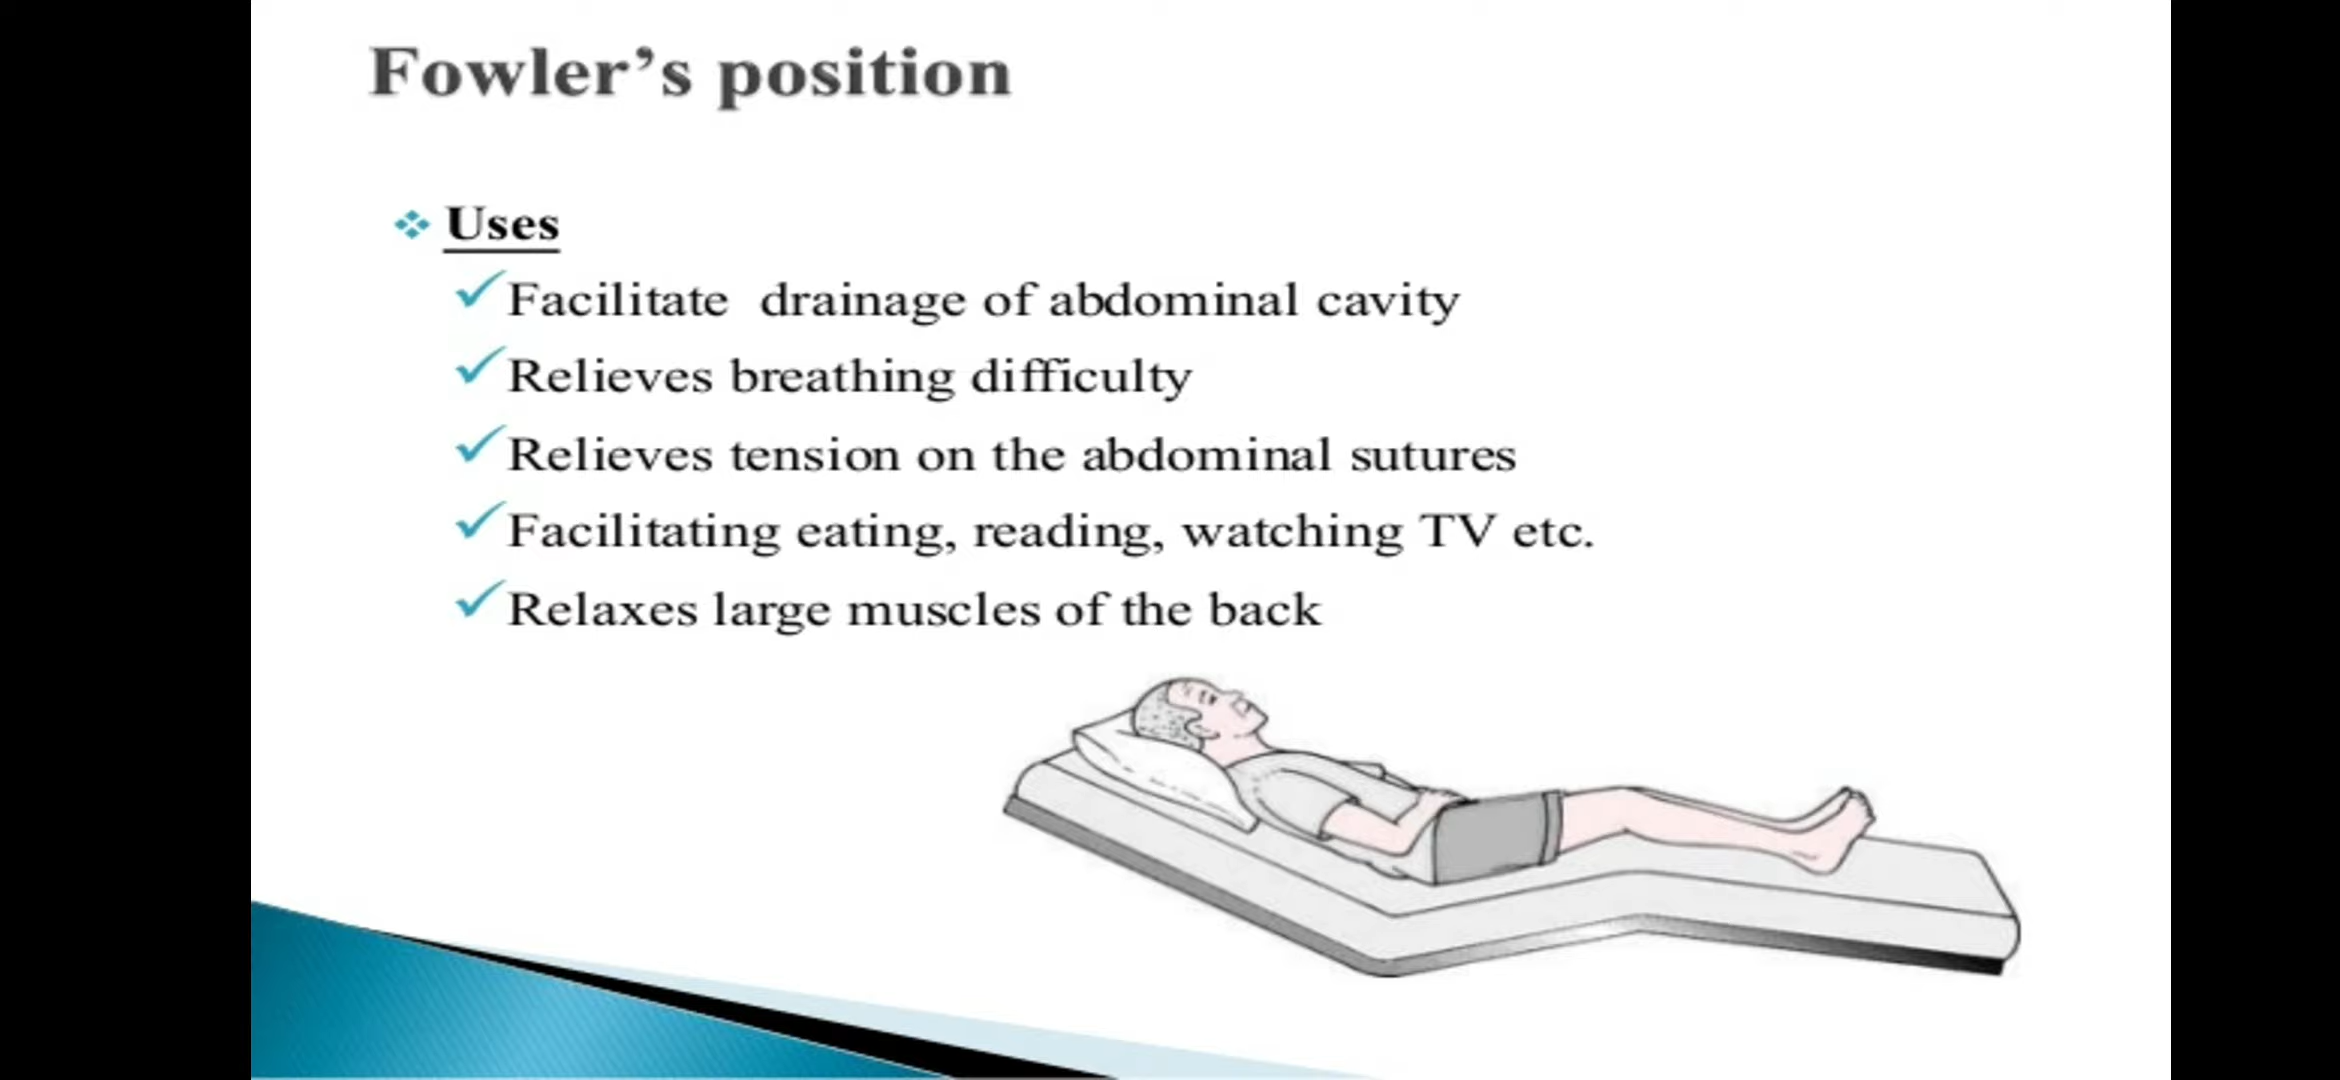 Fowler’s position
Uses
Facilitate drainage of abdominal cavity
Relieves breathing difficulty
Relieves tension on the abdominal sutures
Facilitating eating, reading, watching TV etc.
Relaxes large muscles of the back